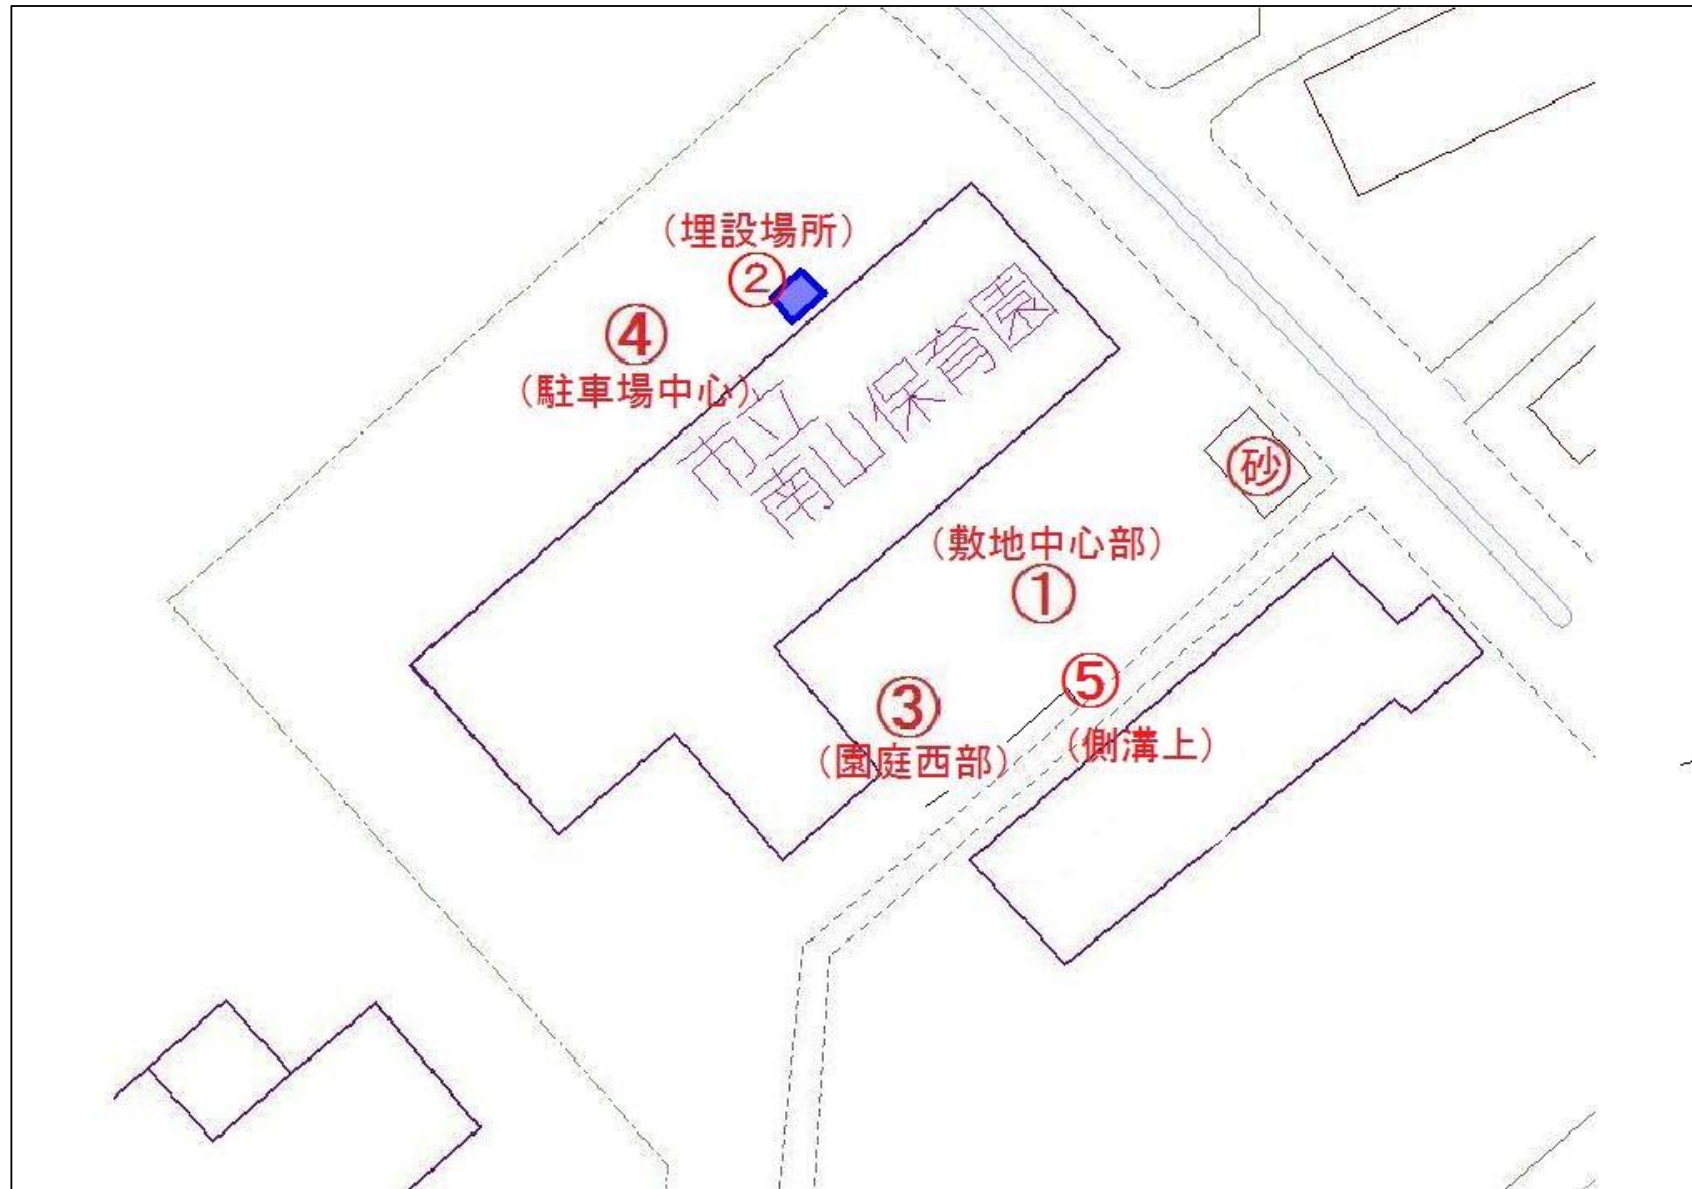 （埋設場所）
②
④
（駐車場中心）
市立
南山保育園
砂
（敷地中心部）
①
⑤
（側溝上）
③
（園庭西部）